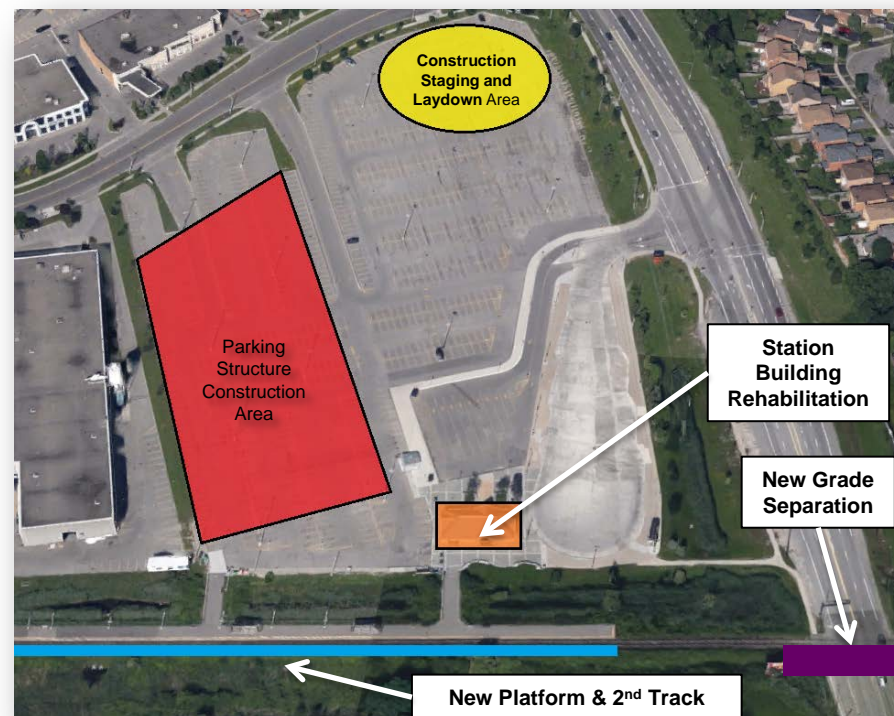 Construction
Staging and
Laydown Area
Parking
Structure
Construction
Area
Station
Building
Rehabilitation
New Grade
Separation
New Platform & 2nd Track